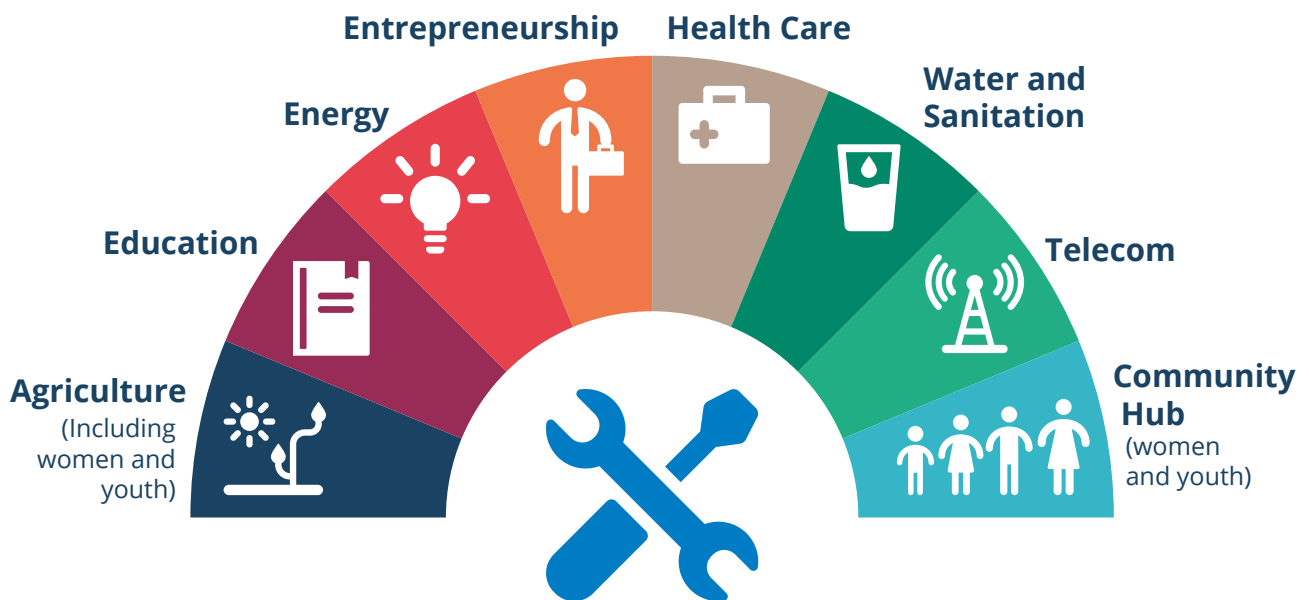 Entrepreneurship
Health Care
Energy
Water and
Sanitation
Education
Telecom
Agriculture
(Including
women and
youth)
Community
Hub
(women
and youth)